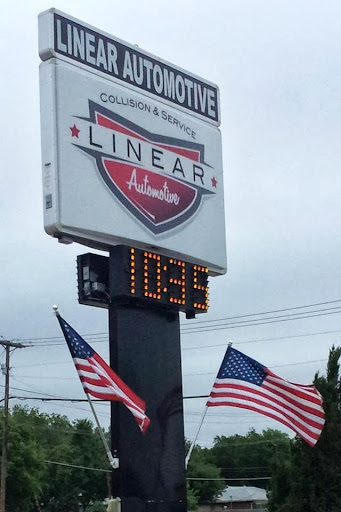 LINEAR AUTOMOTIVE
COLLISION & SERVICE
LINEAR
Automotive
10:35